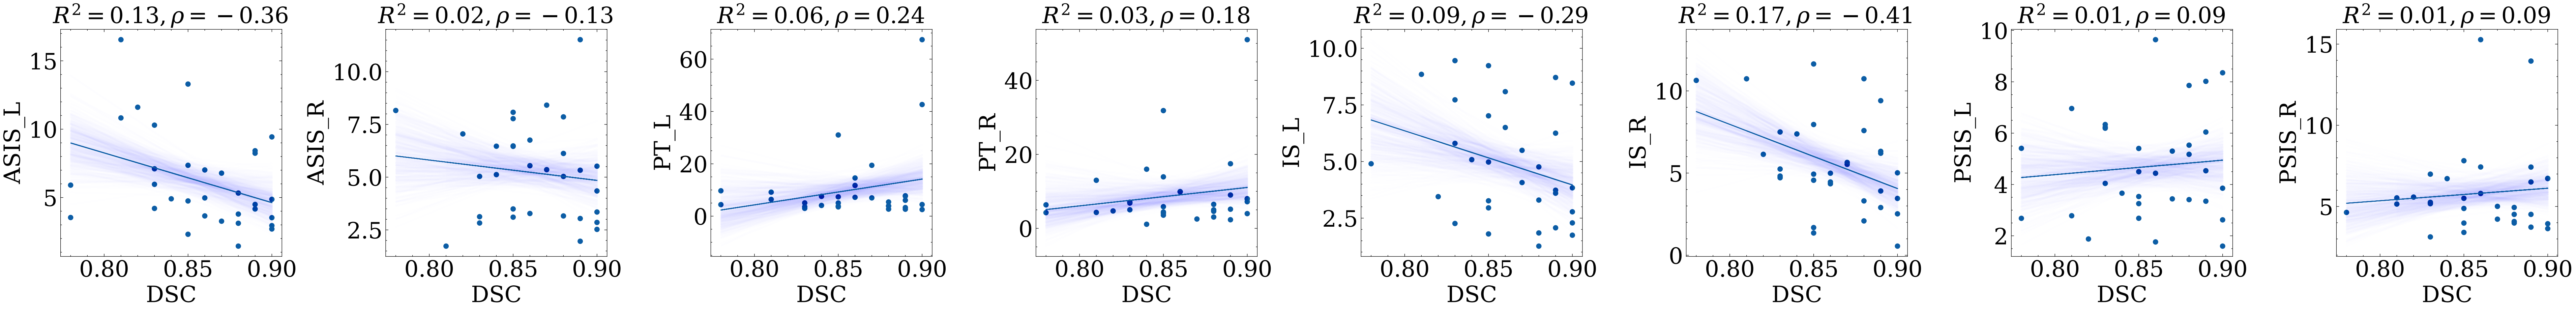 R² = 0.13, ρ = −0.36
15
10
5
ASIS_L
0.80 0.85 0.90
DSC
R² = 0.02, ρ = −0.13
10.0
7.5
5.0
2.5
ASIS_R
0.80 0.85 0.90
DSC
R² = 0.06, ρ = 0.24
60
40
20
0
PT_L
0.80 0.85 0.90
DSC
R² = 0.03, ρ = 0.18
40
20
0
PT_R
0.80 0.85 0.90
DSC
R² = 0.09, ρ = −0.29
10.0
7.5
5.0
2.5
IS_L
0.80 0.85 0.90
DSC
R² = 0.17, ρ = −0.41
10
5
0
IS_R
0.80 0.85 0.90
DSC
R² = 0.01, ρ = 0.09
10
8
6
4
2
PSIS_L
0.80 0.85 0.90
DSC
R² = 0.01, ρ = 0.09
15
10
5
PSIS_R
0.80 0.85 0.90
DSC